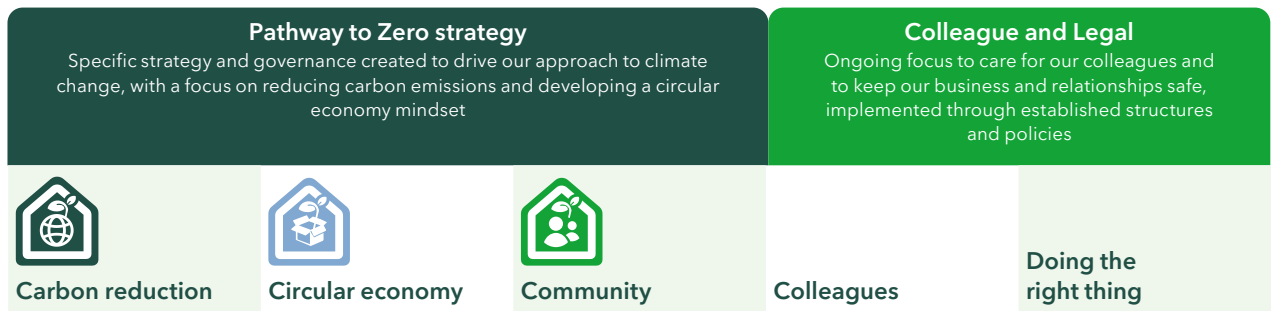 Pathway to Zero strategy
Specific strategy and governance created to drive our approach to climate
change, with a focus on reducing carbon emissions and developing a circular
economy mindset
Colleague and Legal
Ongoing focus to care for our colleagues and
to keep our business and relationships safe,
implemented through established structures
and policies
Carbon reduction
Circular economy
Community
Colleagues
Doing the
right thing